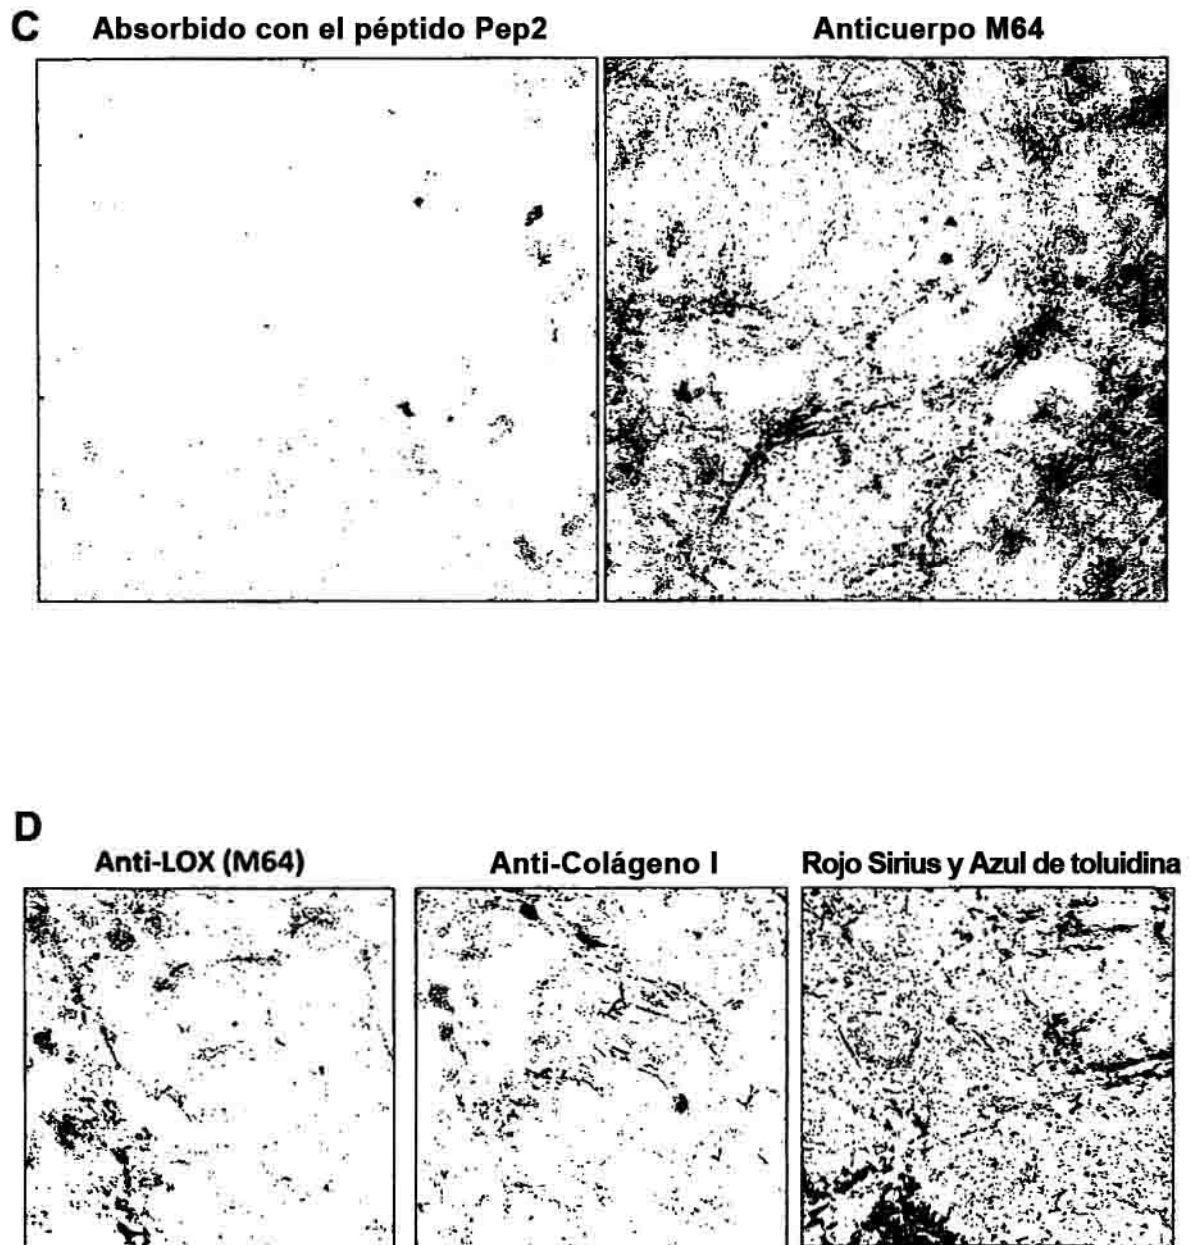 C
Absorbido con el péptido Pep2
Anticuerpo M64
D
Anti-LOX (M64)
Anti-Colágeno I
Rojo Sirius y Azul de toluidina